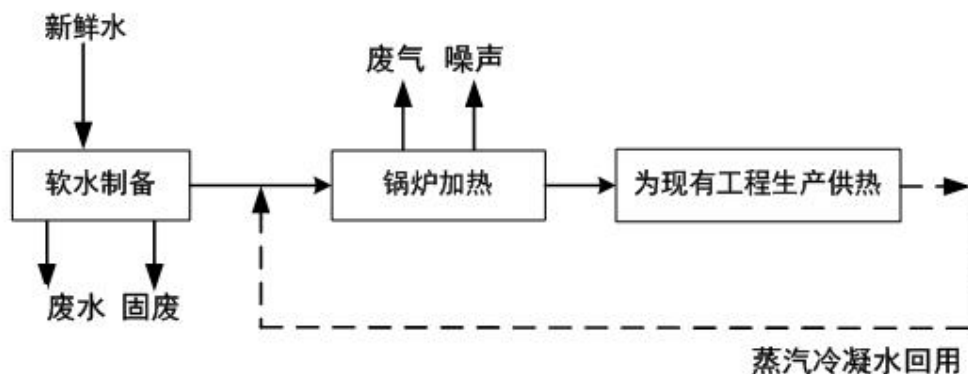 新鲜水
废气 噪声
软水制备
锅炉加热
为现有工程生产供热
废水 固废
蒸汽冷凝水回用